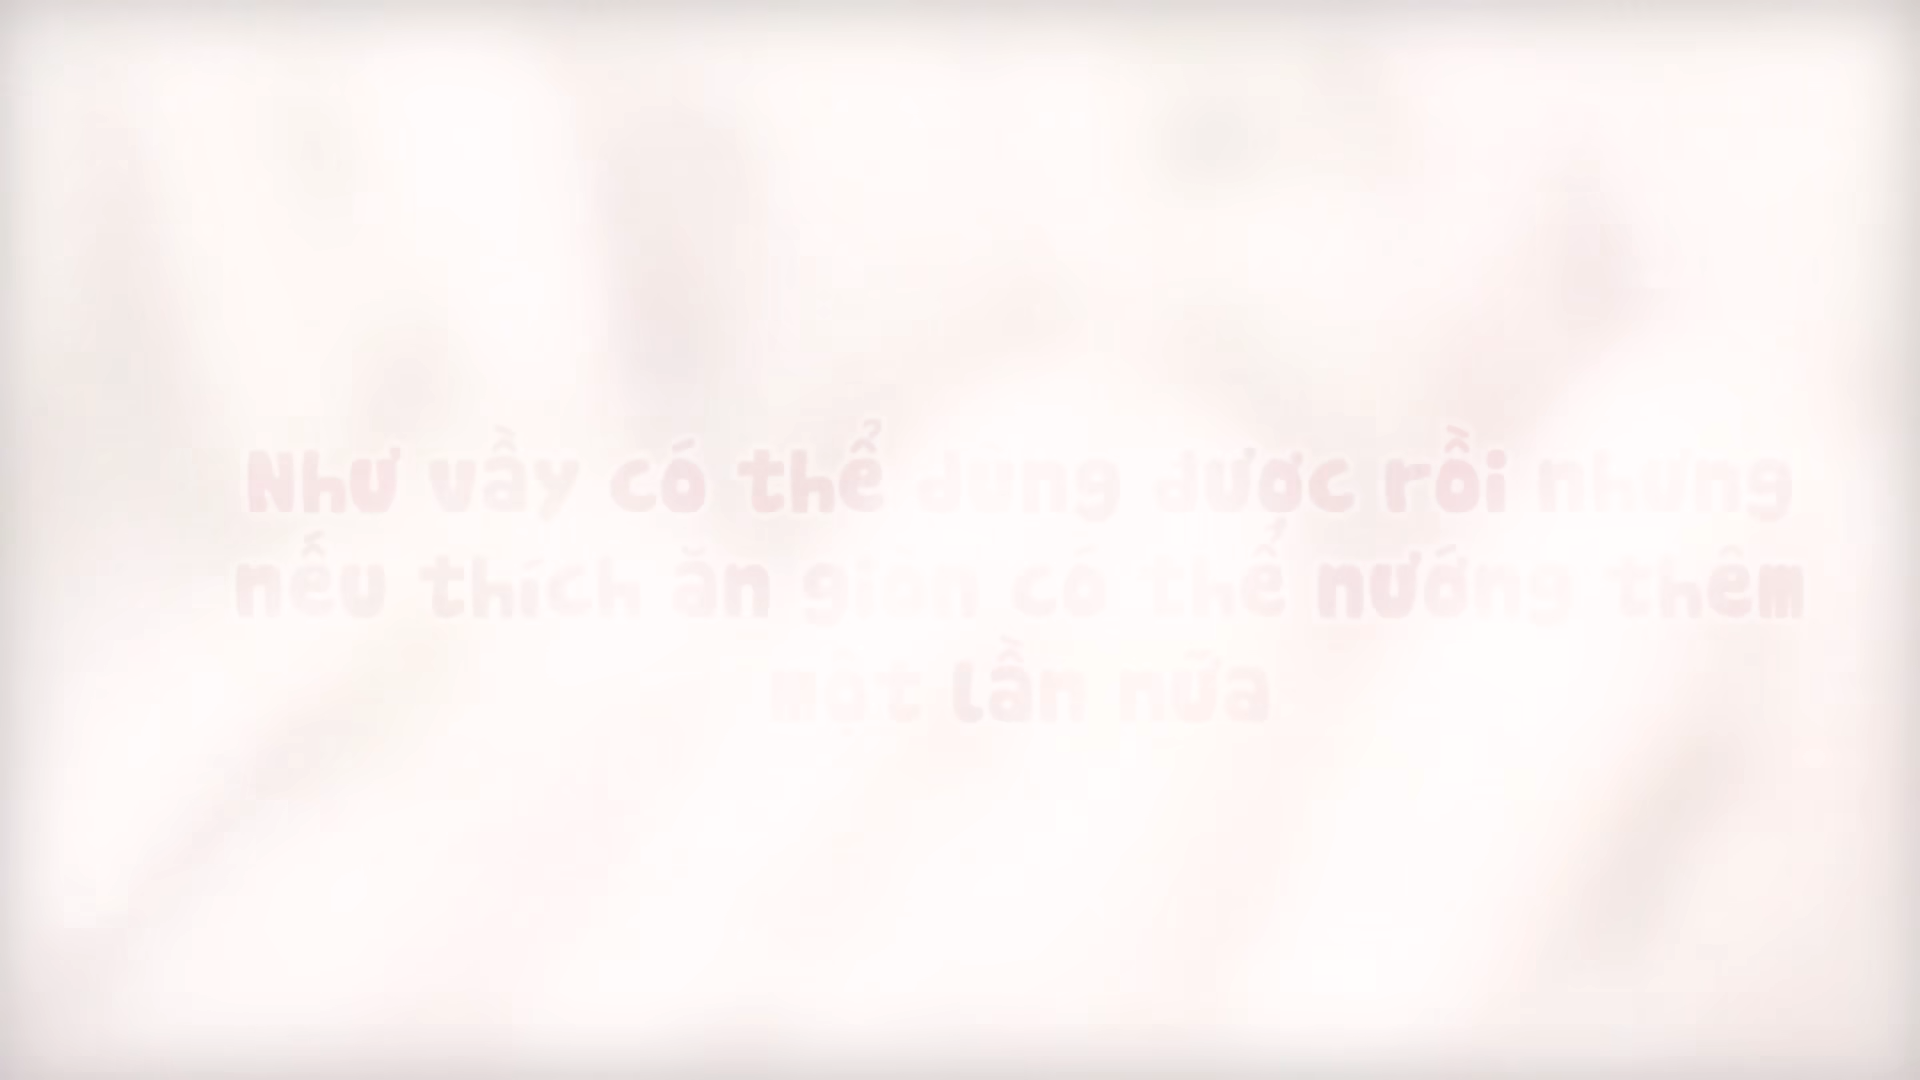 Như vầy có thể dùng được rồi nhưng
nếu thích ăn giòn có thể nướng thêm
một lần nữa